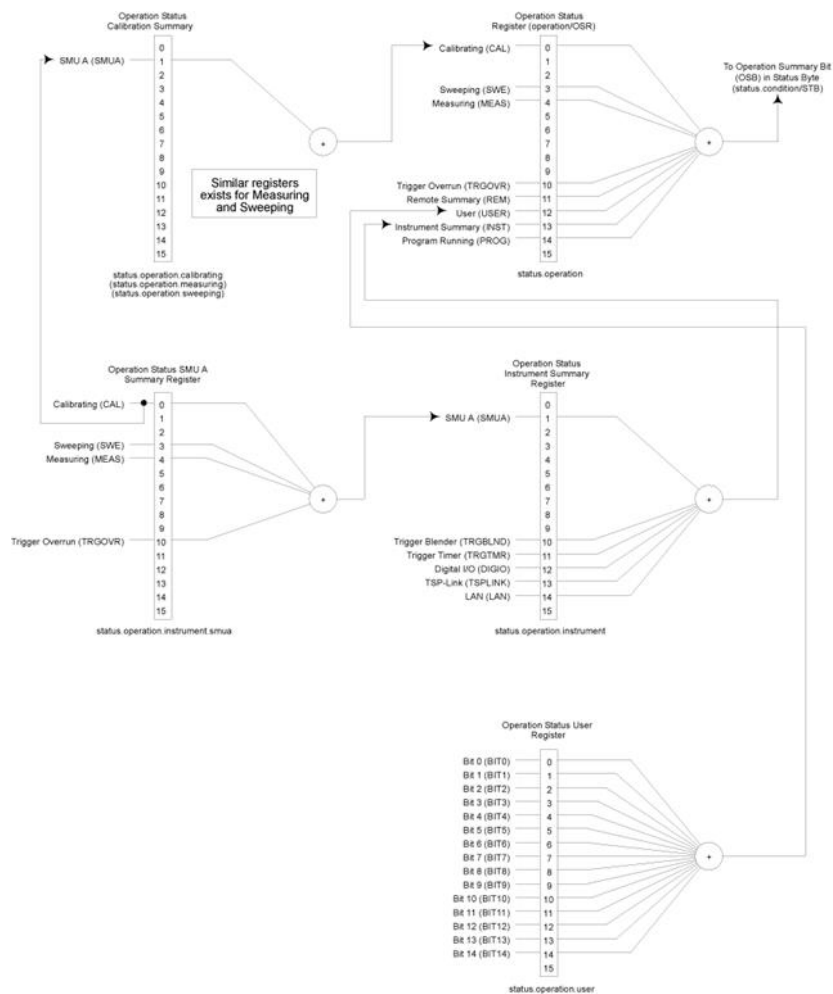 Operation Status
Calibration Summary
SMU A (SMUA)
0
1
2
3
4
5
6
7
8
9
10
11
12
13
14
15
status.operation.calibrating
(status.operation.measuring)
(status.operation.sweeping)
Similar registers
exists for Measuring
and Sweeping
Operation Status
Register (operation/OSR)
Calibrating (CAL)
Sweeping (SWE)
Measuring (MEAS)
Trigger Overrun (TRGOVR)
Remote Summary (REM)
User (USER)
Instrument Summary (INST)
Program Running (PROG)
0
1
2
3
4
5
6
7
8
9
10
11
12
13
14
15
status.operation
+
+
To Operation Summary Bit
(OSB) in Status Byte
(status.condition/STB)
Operation Status SMU A
Summary Register
Calibrating (CAL)
Sweeping (SWE)
Measuring (MEAS)
Trigger Overrun (TRGOVR)
0
1
2
3
4
5
6
7
8
9
10
11
12
13
14
15
status.operation.instrument.smua
+
Operation Status
Instrument Summary
Register
SMU A (SMUA)
Trigger Blender (TRGBLND)
Trigger Timer (TRGTMR)
Digital I/O (DIGIO)
TSP-Link (TSPLINK)
LAN (LAN)
0
1
2
3
4
5
6
7
8
9
10
11
12
13
14
15
status.operation.instrument
+
Operation Status User
Register
Bit 0 (BIT0)
Bit 1 (BIT1)
Bit 2 (BIT2)
Bit 3 (BIT3)
Bit 4 (BIT4)
Bit 5 (BIT5)
Bit 6 (BIT6)
Bit 7 (BIT7)
Bit 8 (BIT8)
Bit 9 (BIT9)
Bit 10 (BIT10)
Bit 11 (BIT11)
Bit 12 (BIT12)
Bit 13 (BIT13)
Bit 14 (BIT14)
0
1
2
3
4
5
6
7
8
9
10
11
12
13
14
15
status.operation.user
+